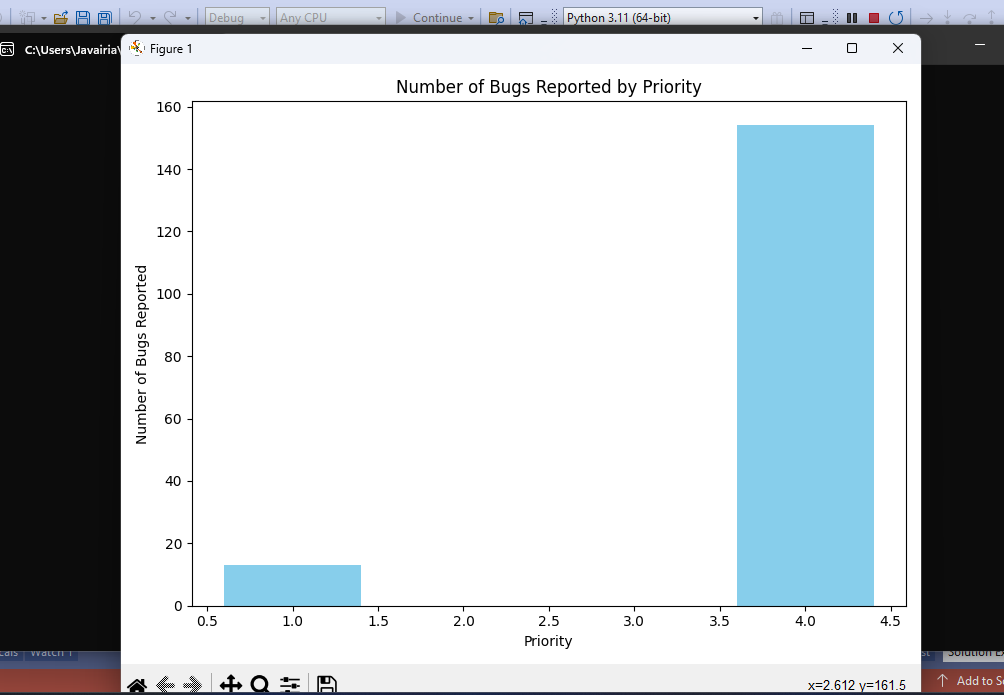 Debug Any CPU Continue Python 3.11 (64-bit)
C:\Users\Javairia\
Figure 1
Number of Bugs Reported by Priority
160
140
120
100
80
60
40
20
0
Number of Bugs Reported
0.5 1.0 1.5 2.0 2.5 3.0 3.5 4.0 4.5
Priority
Watch 1
Solution
x=2.612 y=161.5
Add to